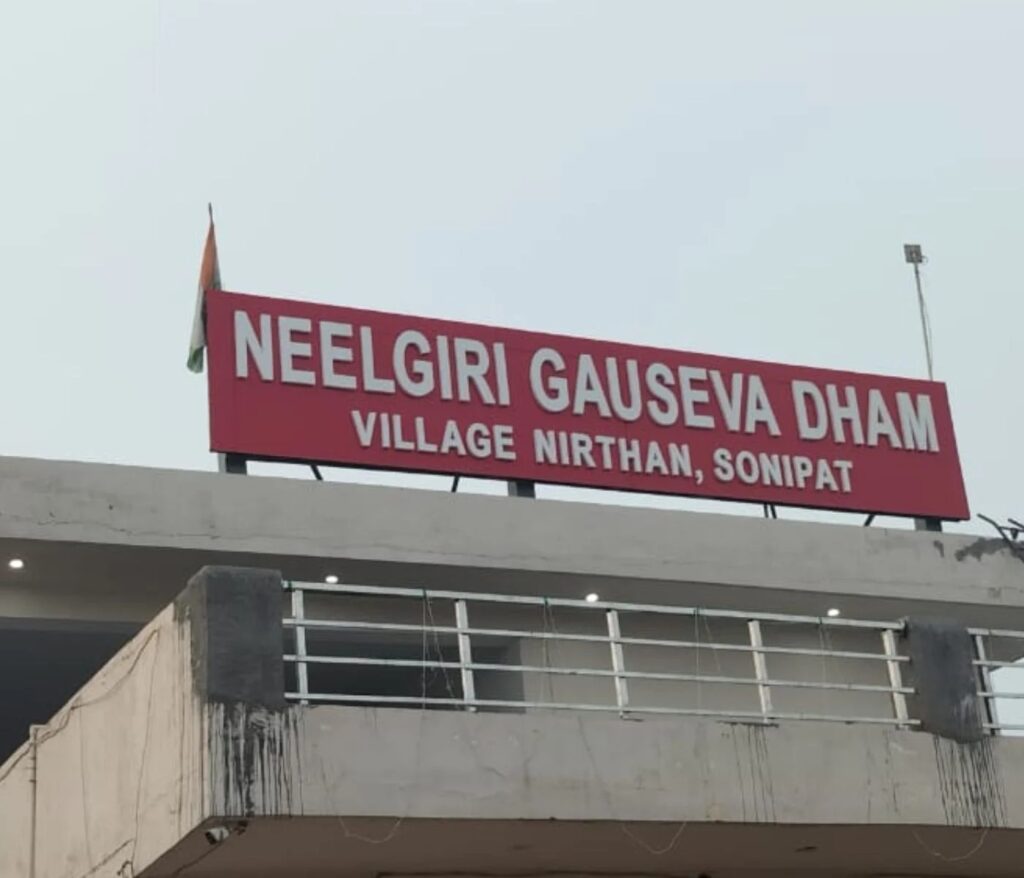 NEELGIRI GAUSEVA DHAM
VILLAGE NIRTHAN, SONIPAT